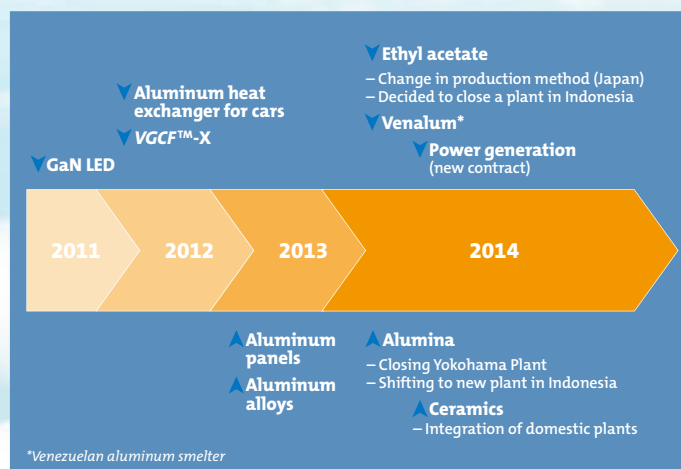 Ethyl acetate
– Change in production method (Japan)
– Decided to close a plant in Indonesia
Aluminum heat
exchanger for cars
VGCF™-X
Venalum*
Power generation
(new contract)
GaN LED
2011
2012
2013
2014
Aluminum
panels
Aluminum
alloys
Alumina
– Closing Yokohama Plant
– Shifting to new plant in Indonesia
Ceramics
– Integration of domestic plants
*Venezuelan aluminum smelter